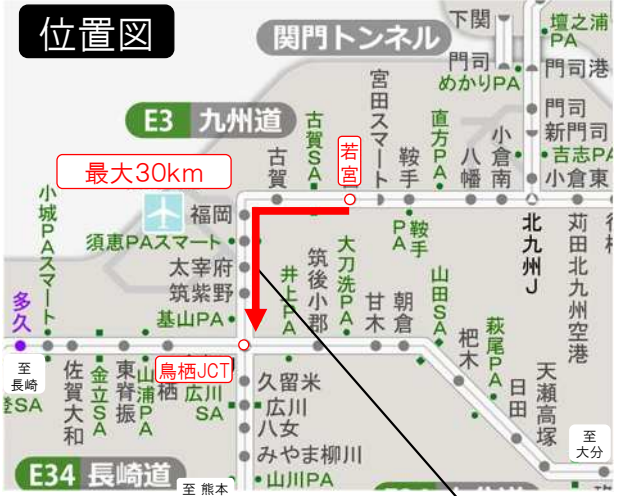 位置図
関門トンネル
下関
壇之浦PA
門司
めかりPA
門司港
門司
新門司
吉志PA
小倉東
E3 九州道
古賀SA
若宮
宮田スマート
鞍手
直方PA
八幡
小倉南
古賀
最大30km
福岡
須恵PAスマート
太宰府
筑紫野
基山PA
鞍手PA
北九州J
苅田北九州空港
小城PAスマート
多久
井上PA
筑後小郡
大刀洗PA
甘木
朝倉
山田SA
杷木
萩尾PA
日田
天瀬高塚
至
長崎
佐賀大和
金立SA
東脊振
山浦PA
栖
鳥栖JCT
広川SA
久留米
広川
八女
みやま柳川
山川PA
至
大分
E34 長崎道
至 熊本